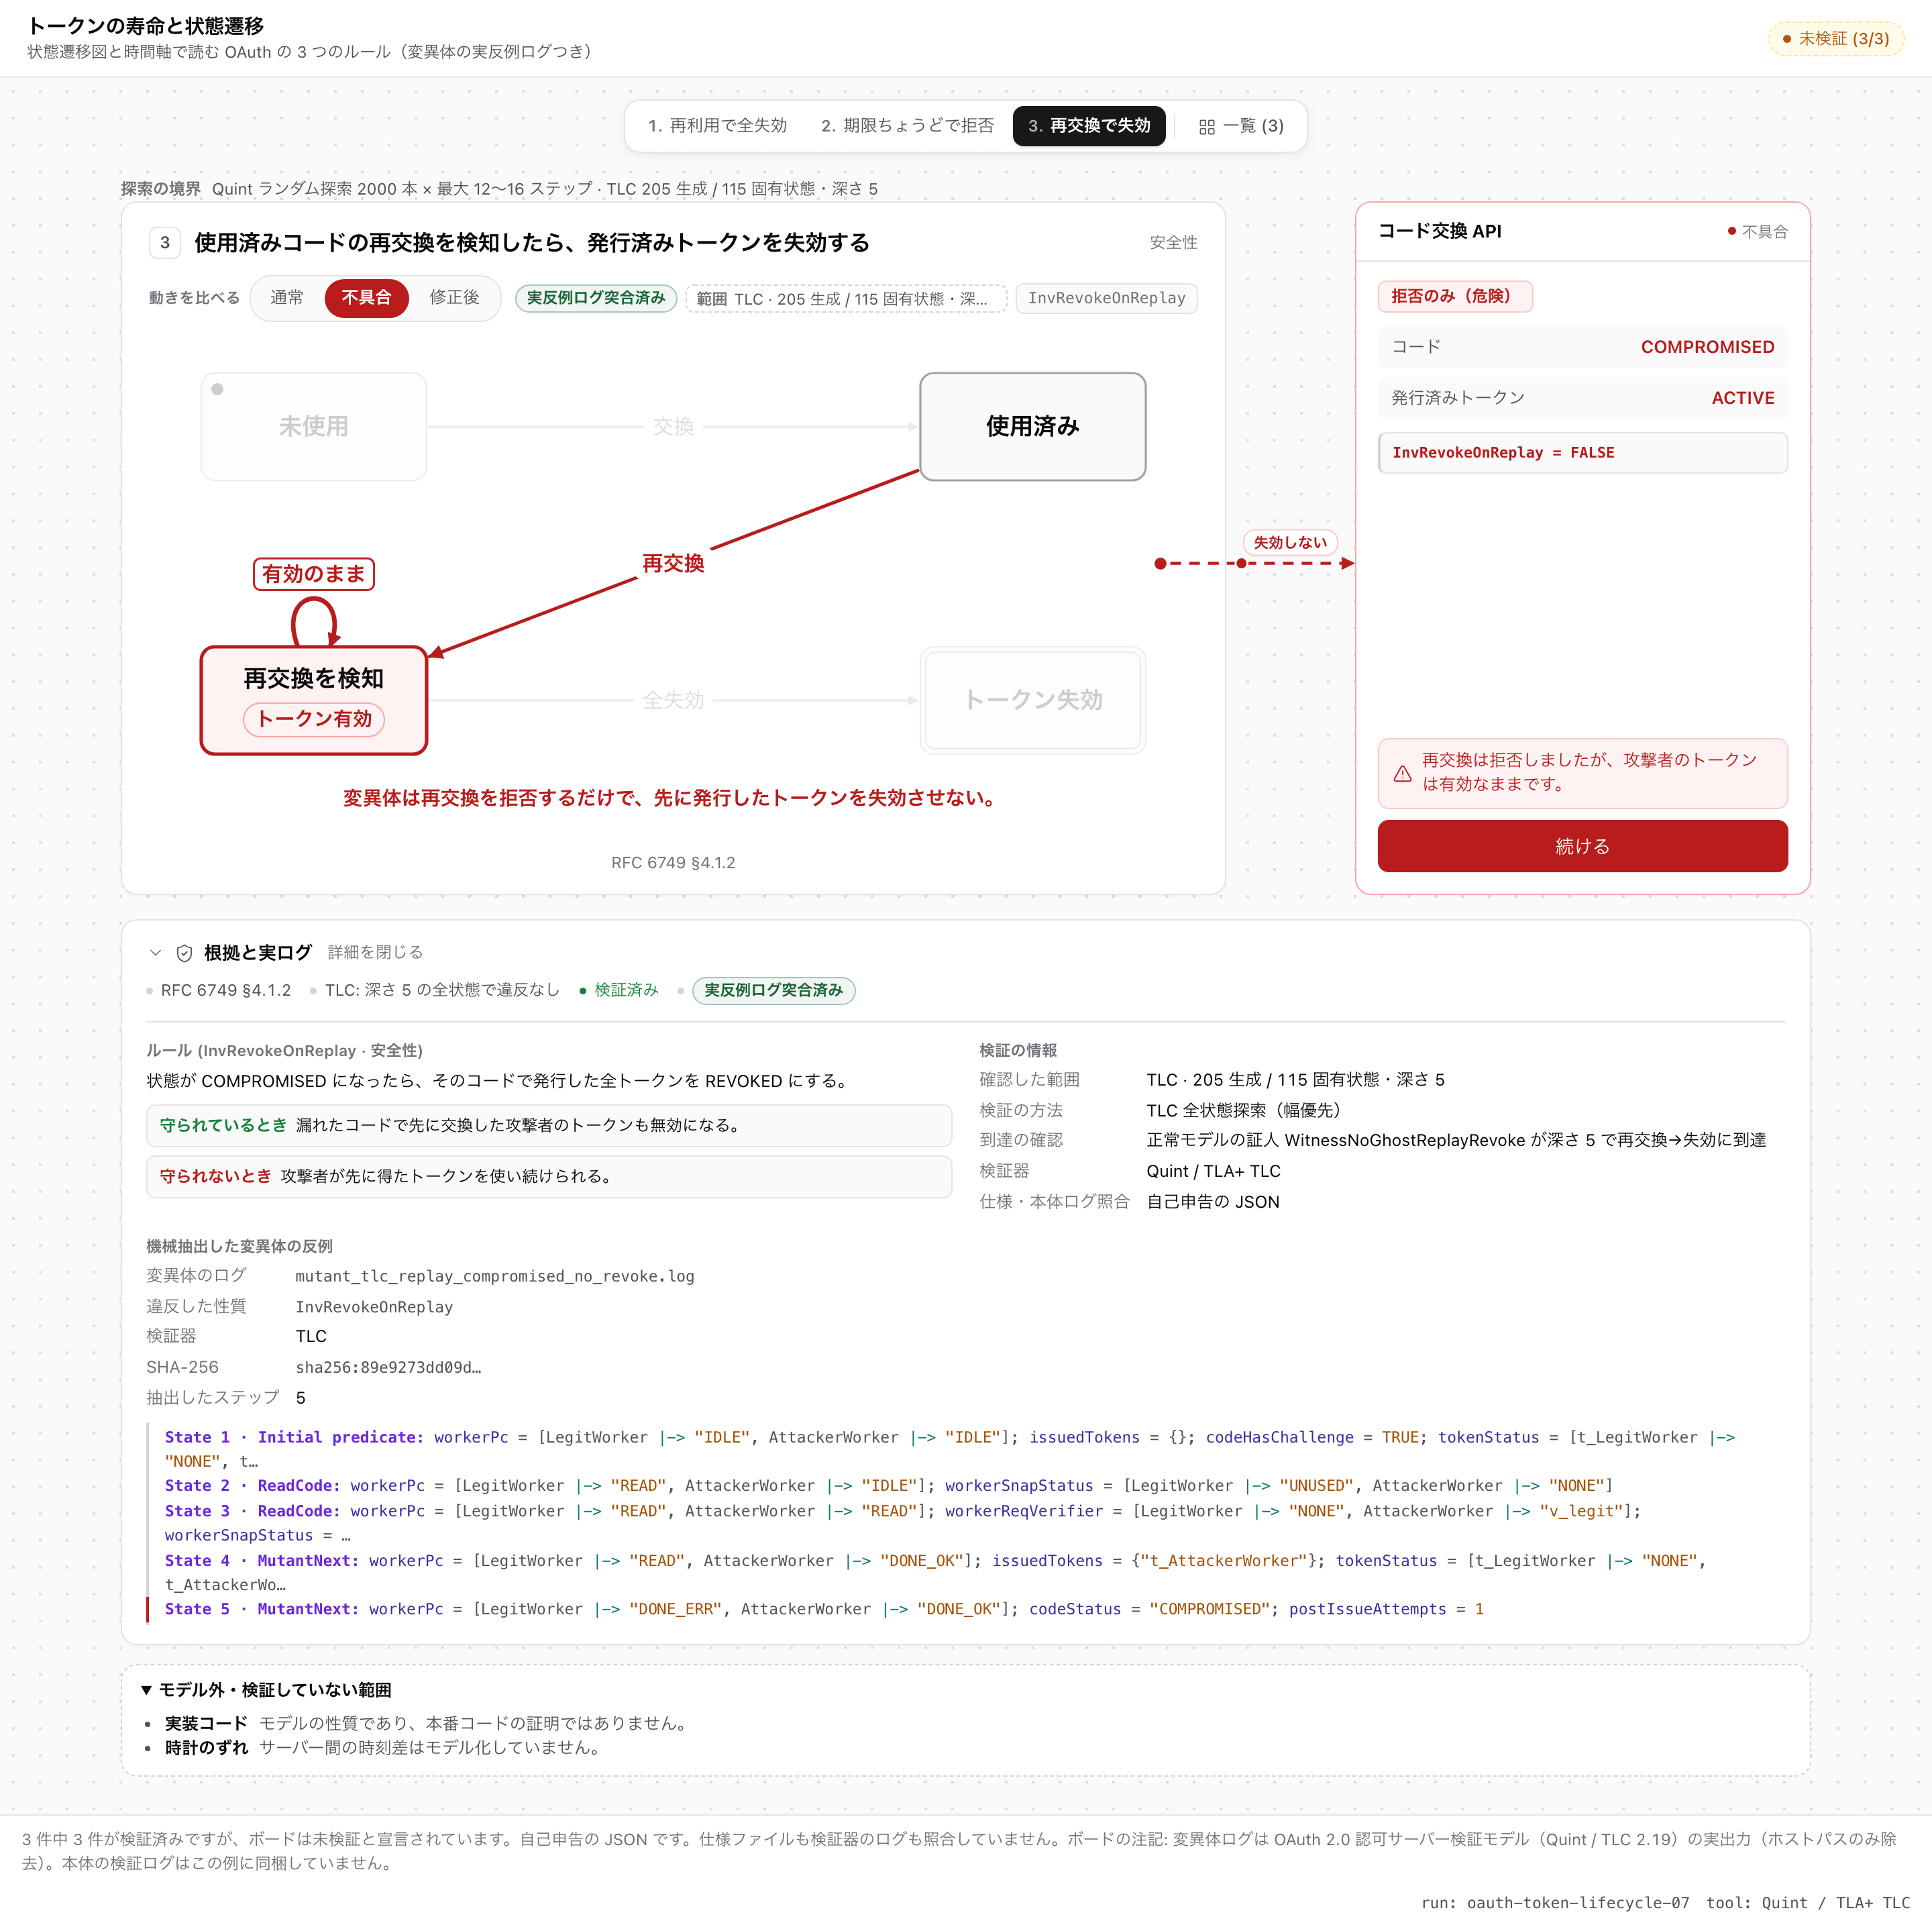 トークンの寿命と状態遷移
状態遷移図と時間軸で読む OAuth の 3 つのルール（変異体の実反例ログつき）
未検証 (3/3)
1. 再利用で全失効
2. 期限ちょうどで拒否
3. 再交換で失効
一覧 (3)
探索の境界 Quint ランダム探索 2000 本 × 最大 12〜16 ステップ · TLC 205 生成 / 115 固有状態・深さ 5
3 使用済みコードの再交換を検知したら、発行済みトークンを失効する
安全性
動きを比べる 通常 不具合 修正後 実反例ログ突合済み 範囲 TLC · 205 生成 / 115 固有状態・深… InvRevokeOnReplay
未使用
交換
使用済み
再交換
有効のまま
再交換を検知
トークン有効
全失効
トークン失効
変異体は再交換を拒否するだけで、先に発行したトークンを失効させない。
RFC 6749 §4.1.2
失効しない
コード交換 API
不具合
拒否のみ（危険）
コード COMPROMISED
発行済みトークン ACTIVE
InvRevokeOnReplay = FALSE
再交換は拒否しましたが、攻撃者のトークン
は有効なままです。
続ける
根拠と実ログ 詳細を閉じる
RFC 6749 §4.1.2 TLC: 深さ 5 の全状態で違反なし 検証済み 実反例ログ突合済み
ルール (InvRevokeOnReplay · 安全性)
状態が COMPROMISED になったら、そのコードで発行した全トークンを REVOKED にする。
守られているとき 漏れたコードで先に交換した攻撃者のトークンも無効になる。
守られないとき 攻撃者が先に得たトークンを使い続けられる。
検証の情報
確認した範囲 TLC · 205 生成 / 115 固有状態・深さ 5
検証の方法 TLC 全状態探索（幅優先）
到達の確認 正常モデルの証人 WitnessNoGhostReplayRevoke が深さ 5 で再交換→失効に到達
検証器 Quint / TLA+ TLC
仕様・本体ログ照合 自己申告の JSON
機械抽出した変異体の反例
変異体のログ mutant_tlc_replay_compromised_no_revoke.log
違反した性質 InvRevokeOnReplay
検証器 TLC
SHA-256 sha256:89e9273dd09d…
抽出したステップ 5
State 1 · Initial predicate: workerPc = [LegitWorker |-> "IDLE", AttackerWorker |-> "IDLE"]; issuedTokens = {}; codeHasChallenge = TRUE; tokenStatus = [t_LegitWorker |->
"NONE", t…
State 2 · ReadCode: workerPc = [LegitWorker |-> "READ", AttackerWorker |-> "IDLE"]; workerSnapStatus = [LegitWorker |-> "UNUSED", AttackerWorker |-> "NONE"]
State 3 · ReadCode: workerPc = [LegitWorker |-> "READ", AttackerWorker |-> "READ"]; workerReqVerifier = [LegitWorker |-> "NONE", AttackerWorker |-> "v_legit"];
workerSnapStatus = …
State 4 · MutantNext: workerPc = [LegitWorker |-> "READ", AttackerWorker |-> "DONE_OK"]; issuedTokens = {"t_AttackerWorker"}; tokenStatus = [t_LegitWorker |-> "NONE",
t_AttackerWo…
State 5 · MutantNext: workerPc = [LegitWorker |-> "DONE_ERR", AttackerWorker |-> "DONE_OK"]; codeStatus = "COMPROMISED"; postIssueAttempts = 1
▼ モデル外・検証していない範囲
• 実装コード モデルの性質であり、本番コードの証明ではありません。
• 時計のずれ サーバー間の時刻差はモデル化していません。
3 件中 3 件が検証済みですが、ボードは未検証と宣言されています。自己申告の JSON です。仕様ファイルも検証器のログも照合していません。ボードの注記: 変異体ログは OAuth 2.0 認可サーバー検証モデル（Quint / TLC 2.19）の実出力（ホストパスのみ除
去）。本体の検証ログはこの例に同梱していません。
run: oauth-token-lifecycle-07 tool: Quint / TLA+ TLC